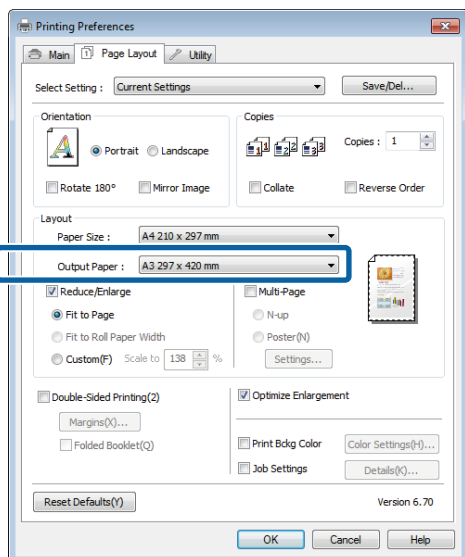 Printing Preferences
Main Page Layout Utility
Select Setting : Current Settings Save/Del...
Orientation
A
Portrait Landscape
Rotate 180° Mirror Image
Copies
Copies : 1
Collate Reverse Order
Layout
Paper Size : A4 210 x 297 mm
Output Paper : A3 297 x 420 mm
Reduce/Enlarge
Fit to Page
Fit to Roll Paper Width
Custom(F) Scale to 138 %
Multi-Page
N-up
Poster(N)
Settings...
Double-Sided Printing(2)
Margins(X)...
Folded Booklet(Q)
Optimize Enlargement
Print Bckg Color Color Settings(H)...
Job Settings Details(K)...
Reset Defaults(Y) Version 6.70
OK Cancel Help